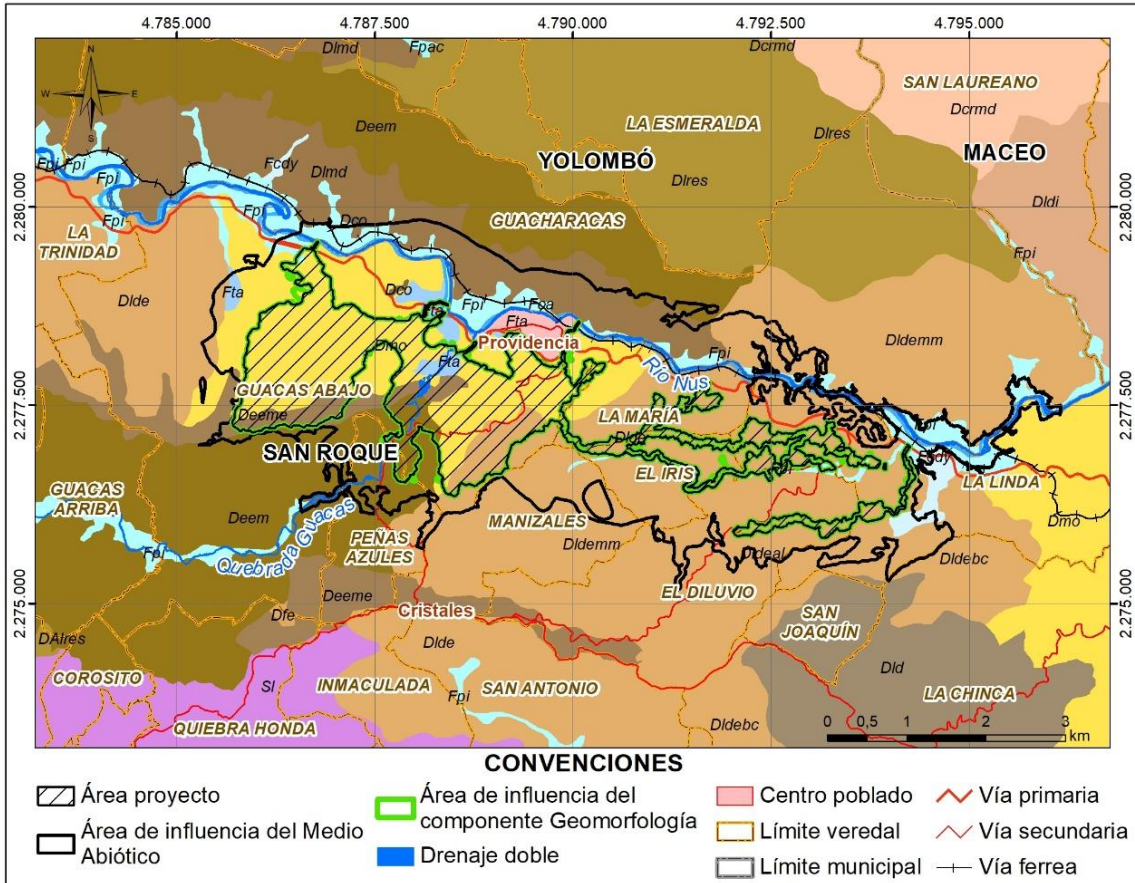 4.785.000
4.787.500
4.790.000
4.792.500
4.795.000
2.280.000
2.277.500
2.275.000
2.280.000
2.277.500
2.275.000
N
W
E
S
Dlmd
Fpac
Dcrmd
SAN LAUREANO
Dcrmd
Deem
LA ESMERALDA
Dlres
YOLOMBÓ
MACEO
Fpi
Fpi
Fpi
Fcdy
Dlmd
Dlres
Dldi
Fpi
Fpi
Dco
GUACHARACAS
LA
TRINIDAD
Fpi
Dlde
Fta
Dco
Fta
Fpi
Fta
Providencia
Dldemm
Dmo
Fta
Río Nus
Fpi
GUACAS ABAJO
Deeme
LA MARÍA
Dlde
SAN ROQUE
EL IRIS
Fpi
Fcdy
LA LINDA
GUACAS
ARRIBA
Deem
Fpi
Quebrada Guacas
PEÑAS
AZULES
MANIZALES
Dldemm
Dldebc
Dmo
EL DILUVIO
Deeme
Dfe
Cristales
SAN
JOAQUÍN
DAlres
Dlde
COROSITO
Sl
INMACULADA
Fpi
SAN ANTONIO
Dld
LA CHINCA
QUIEBRA HONDA
Dldebc
0 0,5 1 2 3
km
CONVENCIONES
Área proyecto
Área de influencia del Medio
Abiótico
Área de influencia del
componente Geomorfología
Drenaje doble
Centro poblado
Límite veredal
Límite municipal
Vía primaria
Vía secundaria
Vía ferrea